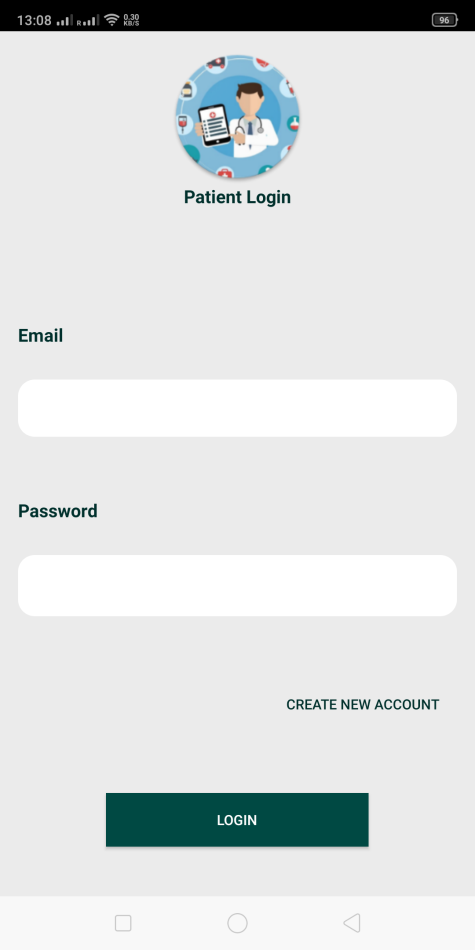 13:08 R 0.30 KB/S 96
Patient Login
Email
Password
CREATE NEW ACCOUNT
LOGIN